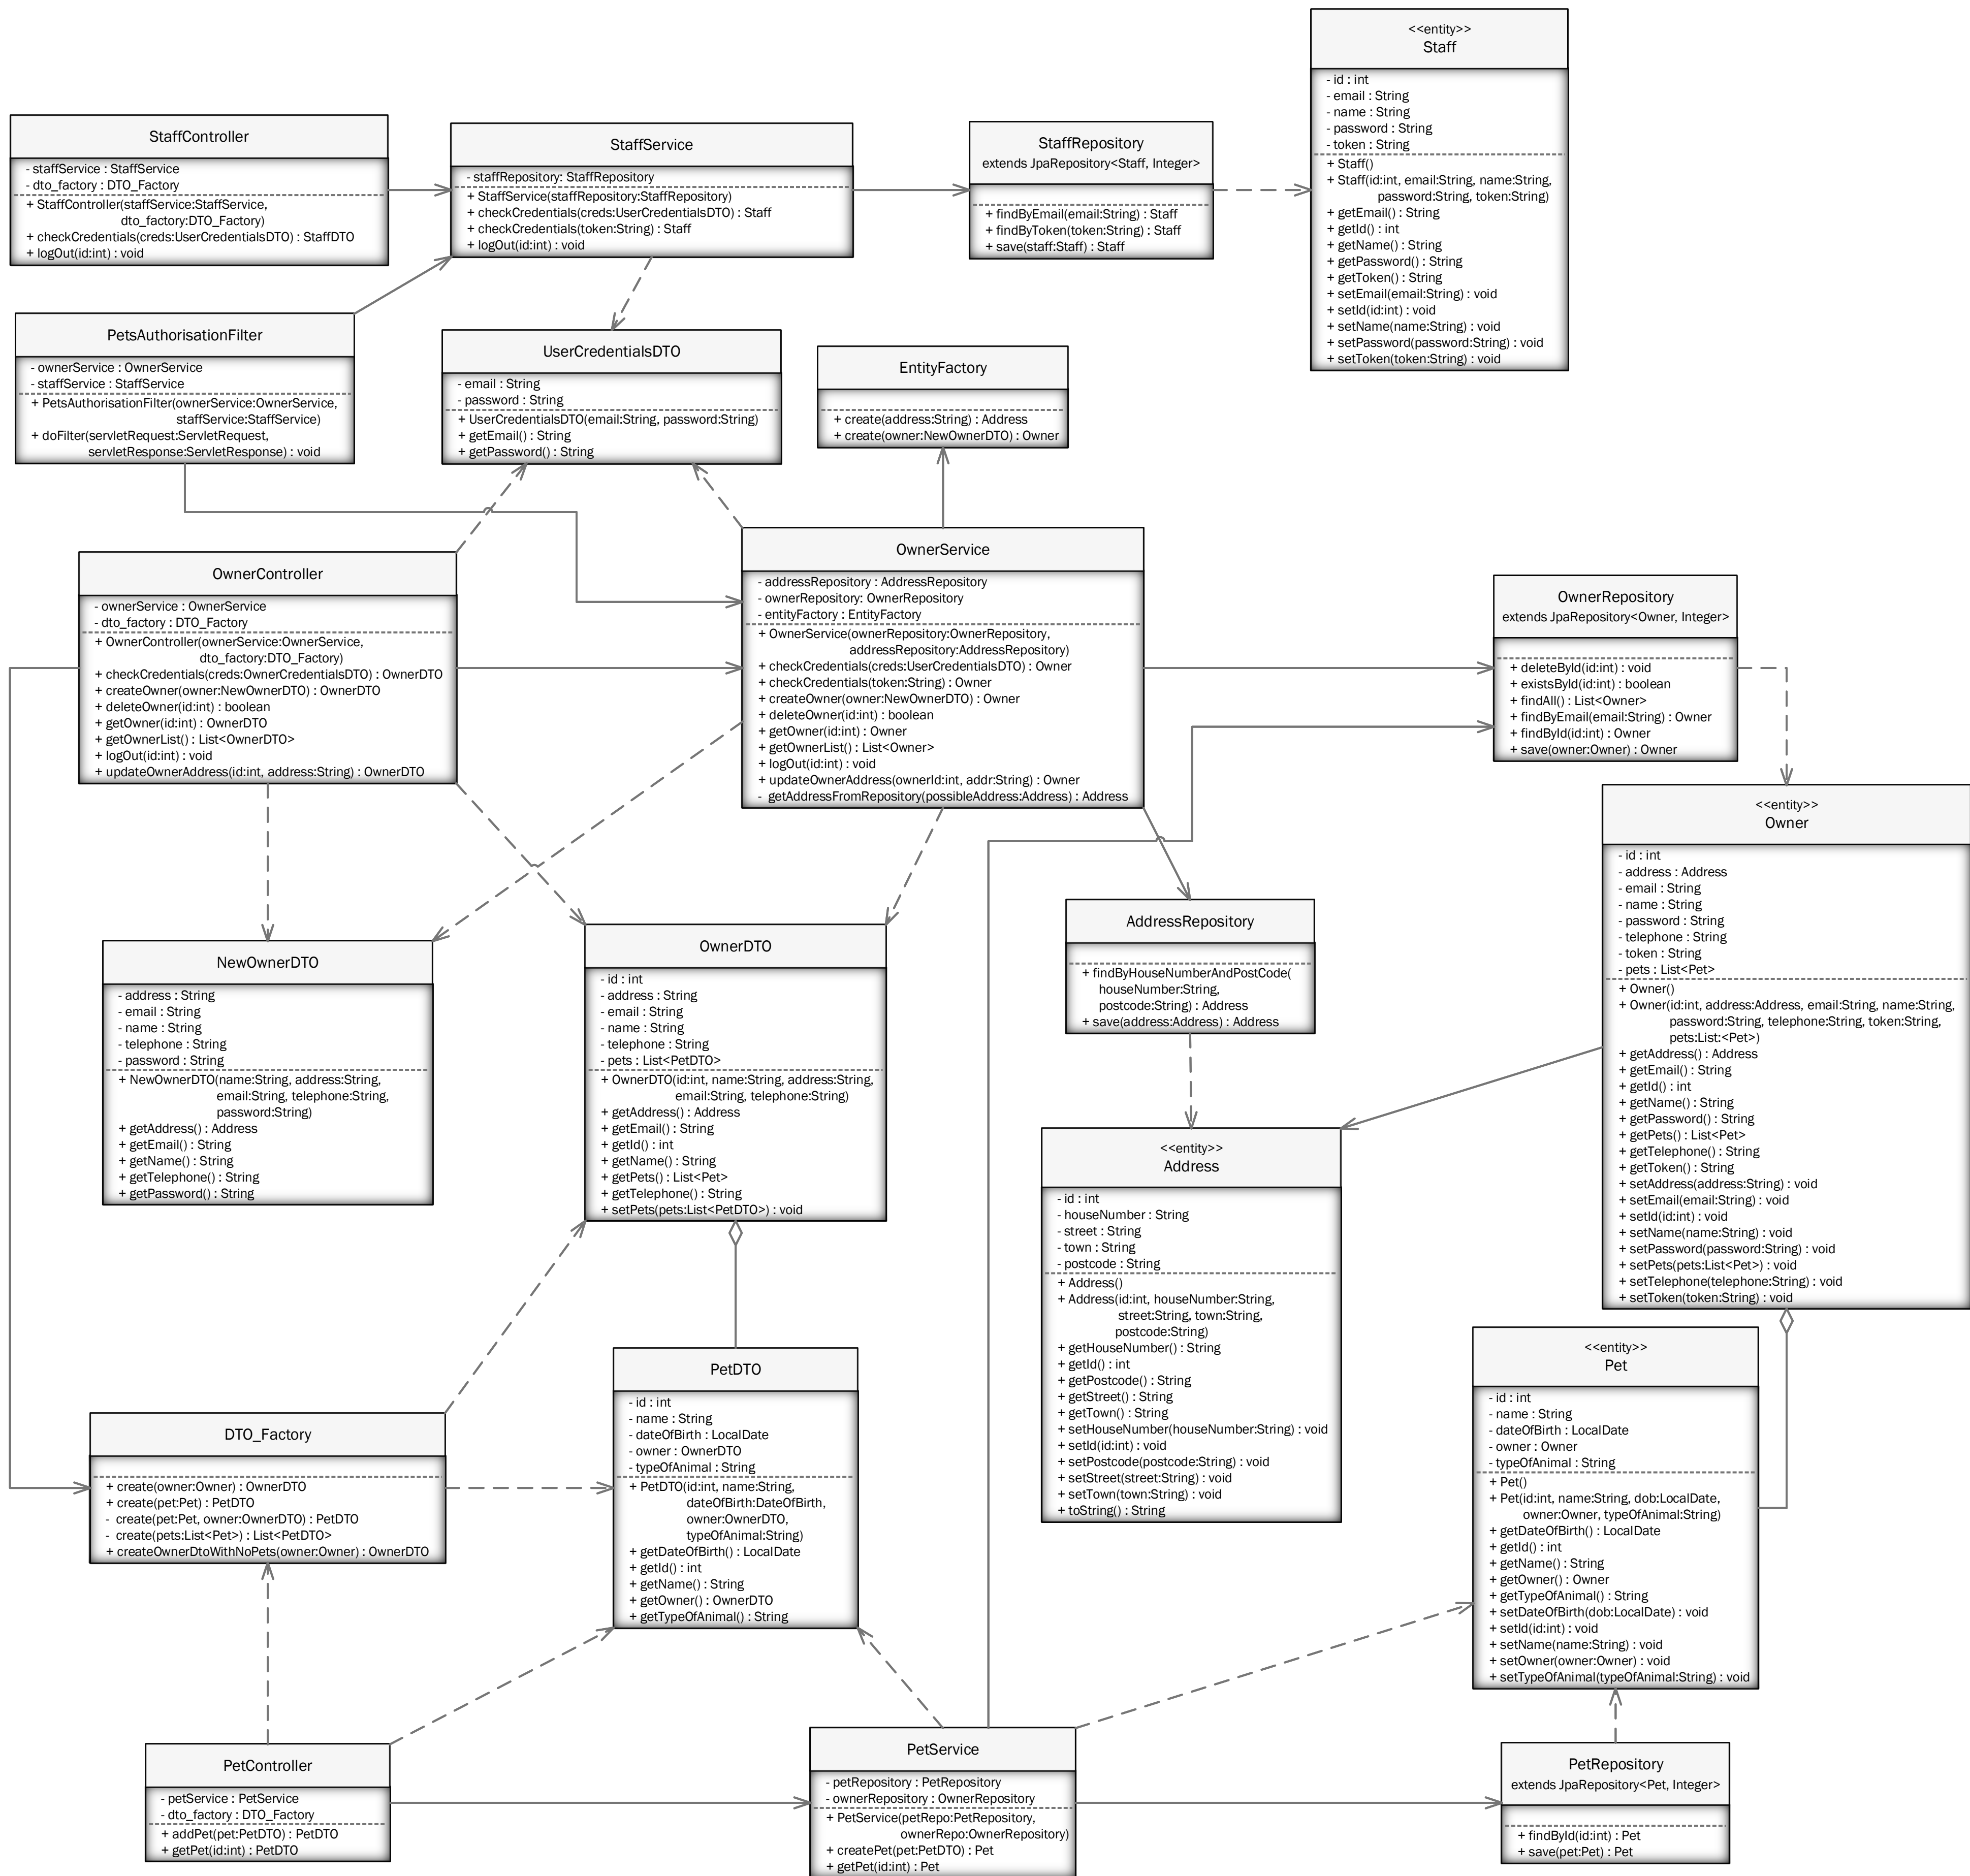 <<entity>>
Staff
- id : int
- email : String
- name : String
- password : String
- token : String
+ Staff()
+ Staff(id:int, email:String, name:String,
password:String, token:String)
+ getEmail() : String
+ getId() : int
+ getName() : String
+ getPassword() : String
+ getToken() : String
+ setEmail(email:String) : void
+ setId(id:int) : void
+ setName(name:String) : void
+ setPassword(password:String) : void
+ setToken(token:String) : void
StaffController
- staffService : StaffService
- dto_factory : DTO_Factory
+ StaffController(staffService:StaffService,
dto_factory:DTO_Factory)
+ checkCredentials(creds:UserCredentialsDTO) : StaffDTO
+ logOut(id:int) : void
StaffService
- staffRepository: StaffRepository
+ StaffService(staffRepository:StaffRepository)
+ checkCredentials(creds:UserCredentialsDTO) : Staff
+ checkCredentials(token:String) : Staff
+ logOut(id:int) : void
StaffRepository
extends JpaRepository<Staff, Integer>
+ findByEmail(email:String) : Staff
+ findByToken(token:String) : Staff
+ save(staff:Staff) : Staff
PetsAuthorisationFilter
- ownerService : OwnerService
- staffService : StaffService
+ PetsAuthorisationFilter(ownerService:OwnerService,
staffService:StaffService)
+ doFilter(servletRequest:ServletRequest,
servletResponse:ServletResponse) : void
UserCredentialsDTO
- email : String
- password : String
+ UserCredentialsDTO(email:String, password:String)
+ getEmail() : String
+ getPassword() : String
EntityFactory
+ create(address:String) : Address
+ create(owner:NewOwnerDTO) : Owner
OwnerController
- ownerService : OwnerService
- dto_factory : DTO_Factory
+ OwnerController(ownerService:OwnerService,
dto_factory:DTO_Factory)
+ checkCredentials(creds:OwnerCredentialsDTO) : OwnerDTO
+ createOwner(owner:NewOwnerDTO) : OwnerDTO
+ deleteOwner(id:int) : boolean
+ getOwner(id:int) : OwnerDTO
+ getOwnerList() : List<OwnerDTO>
+ logOut(id:int) : void
+ updateOwnerAddress(id:int, address:String) : OwnerDTO
OwnerService
- addressRepository : AddressRepository
- ownerRepository: OwnerRepository
- entityFactory : EntityFactory
+ OwnerService(ownerRepository:OwnerRepository,
addressRepository:AddressRepository)
+ checkCredentials(creds:UserCredentialsDTO) : Owner
+ checkCredentials(token:String) : Owner
+ createOwner(owner:NewOwnerDTO) : Owner
+ deleteOwner(id:int) : boolean
+ getOwner(id:int) : Owner
+ getOwnerList() : List<Owner>
+ logOut(id:int) : void
+ updateOwnerAddress(ownerId:int, addr:String) : Owner
- getAddressFromRepository(possibleAddress:Address) : Address
OwnerRepository
extends JpaRepository<Owner, Integer>
+ deleteById(id:int) : void
+ existsById(id:int) : boolean
+ findAll() : List<Owner>
+ findByEmail(email:String) : Owner
+ findById(id:int) : Owner
+ save(owner:Owner) : Owner
<<entity>>
Owner
- id : int
- address : Address
- email : String
- name : String
- password : String
- telephone : String
- token : String
- pets : List<Pet>
+ Owner()
+ Owner(id:int, address:Address, email:String, name:String,
password:String, telephone:String, token:String,
pets:List:<Pet>)
+ getAddress() : Address
+ getEmail() : String
+ getId() : int
+ getName() : String
+ getPassword() : String
+ getPets() : List<Pet>
+ getTelephone() : String
+ getToken() : String
+ setAddress(address:String) : void
+ setEmail(email:String) : void
+ setId(id:int) : void
+ setName(name:String) : void
+ setPassword(password:String) : void
+ setPets(pets:List<Pet>) : void
+ setTelephone(telephone:String) : void
+ setToken(token:String) : void
NewOwnerDTO
- address : String
- email : String
- name : String
- telephone : String
- password : String
+ NewOwnerDTO(name:String, address:String,
email:String, telephone:String,
password:String)
+ getAddress() : Address
+ getEmail() : String
+ getName() : String
+ getTelephone() : String
+ getPassword() : String
OwnerDTO
- id : int
- address : String
- email : String
- name : String
- telephone : String
- pets : List<PetDTO>
+ OwnerDTO(id:int, name:String, address:String,
email:String, telephone:String)
+ getAddress() : Address
+ getEmail() : String
+ getId() : int
+ getName() : String
+ getPets() : List<Pet>
+ getTelephone() : String
+ setPets(pets:List<PetDTO>) : void
AddressRepository
+ findByHouseNumberAndPostCode(
houseNumber:String,
postcode:String) : Address
+ save(address:Address) : Address
<<entity>>
Address
- id : int
- houseNumber : String
- street : String
- town : String
- postcode : String
+ Address()
+ Address(id:int, houseNumber:String,
street:String, town:String,
postcode:String)
+ getHouseNumber() : String
+ getId() : int
+ getPostcode() : String
+ getStreet() : String
+ getTown() : String
+ setHouseNumber(houseNumber:String) : void
+ setId(id:int) : void
+ setPostcode(postcode:String) : void
+ setStreet(street:String) : void
+ setTown(town:String) : void
+ toString() : String
DTO_Factory
+ create(owner:Owner) : OwnerDTO
+ create(pet:Pet) : PetDTO
- create(pet:Pet, owner:OwnerDTO) : PetDTO
- create(pets:List<Pet>) : List<PetDTO>
+ createOwnerDtoWithNoPets(owner:Owner) : OwnerDTO
PetDTO
- id : int
- name : String
- dateOfBirth : LocalDate
- owner : OwnerDTO
- typeOfAnimal : String
+ PetDTO(id:int, name:String,
dateOfBirth:DateOfBirth,
owner:OwnerDTO,
typeOfAnimal:String)
+ getDateOfBirth() : LocalDate
+ getId() : int
+ getName() : String
+ getOwner() : OwnerDTO
+ getTypeOfAnimal() : String
<<entity>>
Pet
- id : int
- name : String
- dateOfBirth : LocalDate
- owner : Owner
- typeOfAnimal : String
+ Pet()
+ Pet(id:int, name:String, dob:LocalDate,
owner:Owner, typeOfAnimal:String)
+ getDateOfBirth() : LocalDate
+ getId() : int
+ getName() : String
+ getOwner() : Owner
+ getTypeOfAnimal() : String
+ setDateOfBirth(dob:LocalDate) : void
+ setId(id:int) : void
+ setName(name:String) : void
+ setOwner(owner:Owner) : void
+ setTypeOfAnimal(typeOfAnimal:String) : void
PetController
- petService : PetService
- dto_factory : DTO_Factory
+ addPet(pet:PetDTO) : PetDTO
+ getPet(id:int) : PetDTO
PetService
- petRepository : PetRepository
- ownerRepository : OwnerRepository
+ PetService(petRepo:PetRepository,
ownerRepo:OwnerRepository)
+ createPet(pet:PetDTO) : Pet
+ getPet(id:int) : Pet
PetRepository
extends JpaRepository<Pet, Integer>
+ findById(id:int) : Pet
+ save(pet:Pet) : Pet